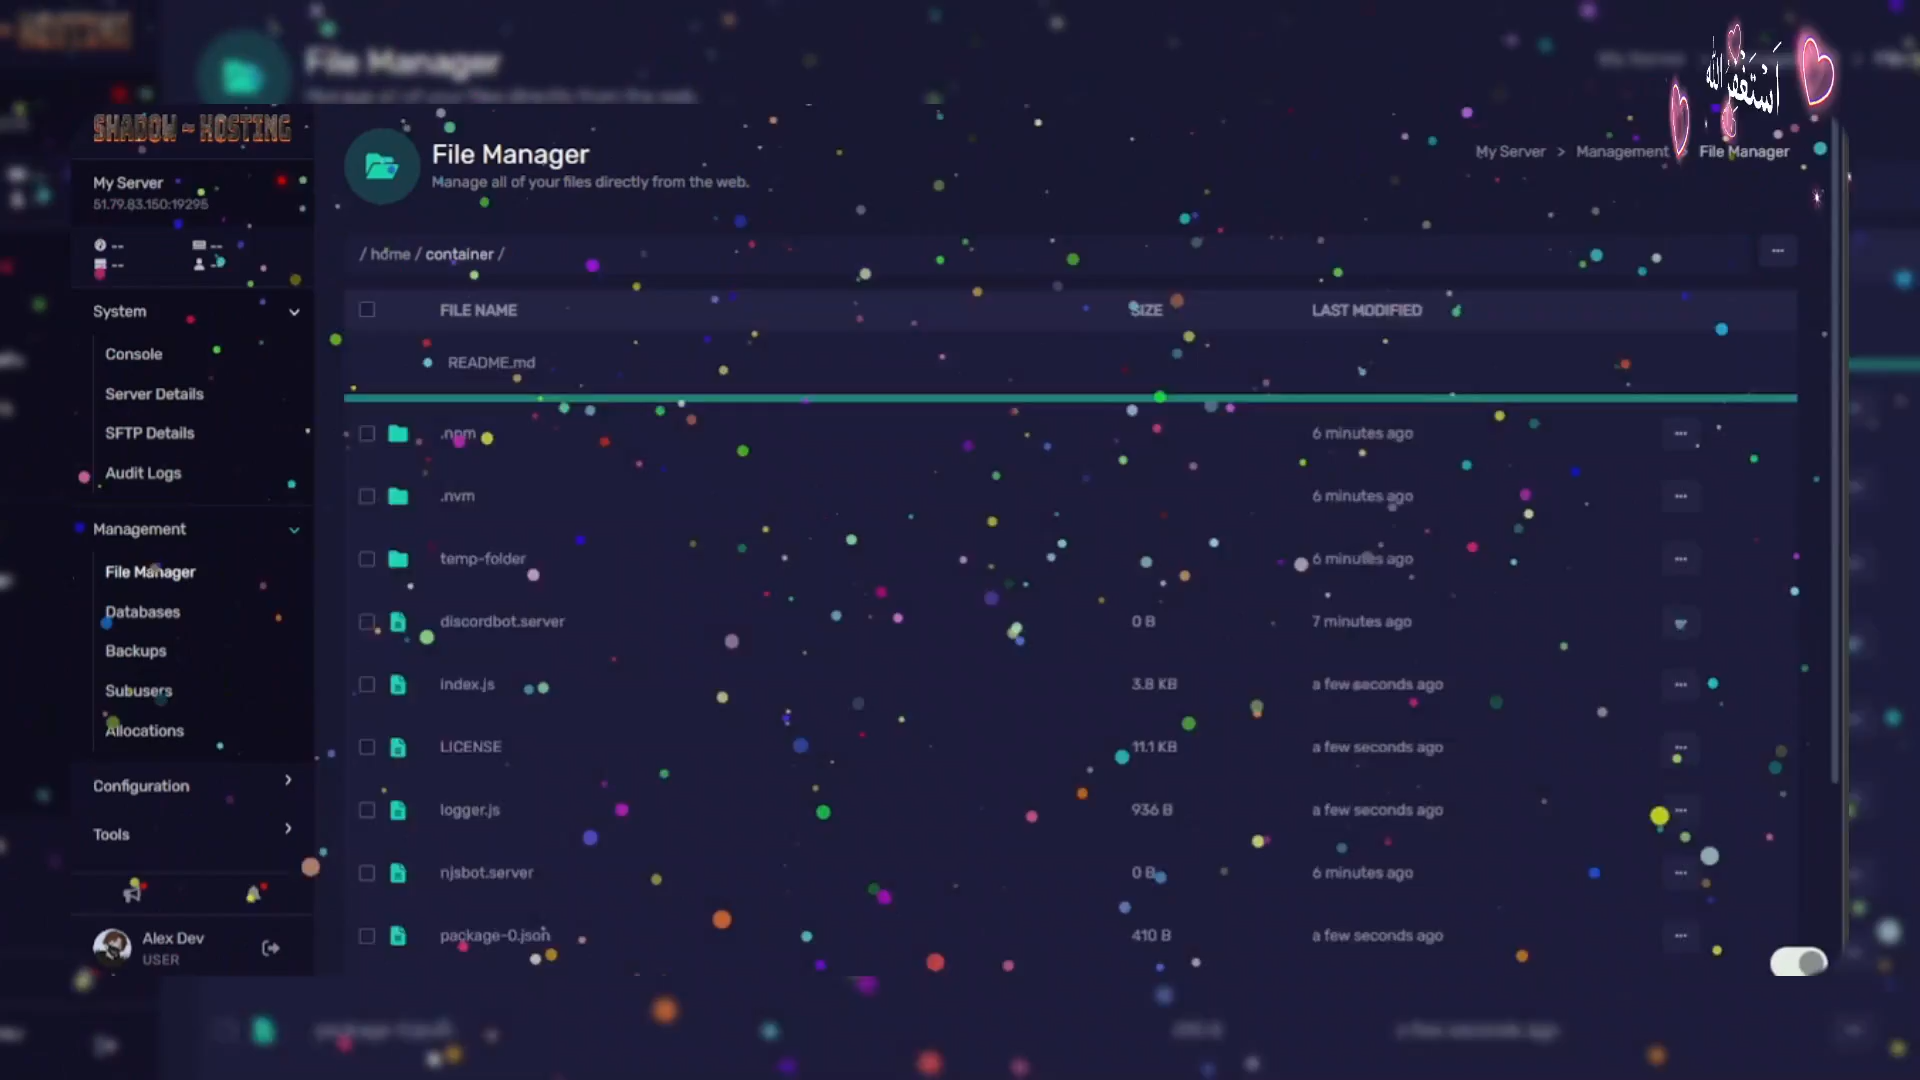 File Manager
اَسْتَغْفِرُالله
SHADOW ~ HOSTING
File Manager
Manage all of your files directly from the web.
My Server > Management File Manager
My Server
51.79.83.150:19295
-- --
--
/ home / container /
FILE NAME SIZE LAST MODIFIED
README.md
System
Console
Server Details
SFTP Details
Audit Logs
Management
File Manager
Databases
Backups
Subusers
Allocations
Configuration
Tools
Alex Dev
USER
.npm 6 minutes ago
.nvm 6 minutes ago
temp-folder 6 minutes ago
discordbot.server 0 B 7 minutes ago
index.js 3.8 KB a few seconds ago
LICENSE 11.1 KB a few seconds ago
logger.js 936 B a few seconds ago
njsbot.server 0 B 6 minutes ago
package-0.json 410 B a few seconds ago